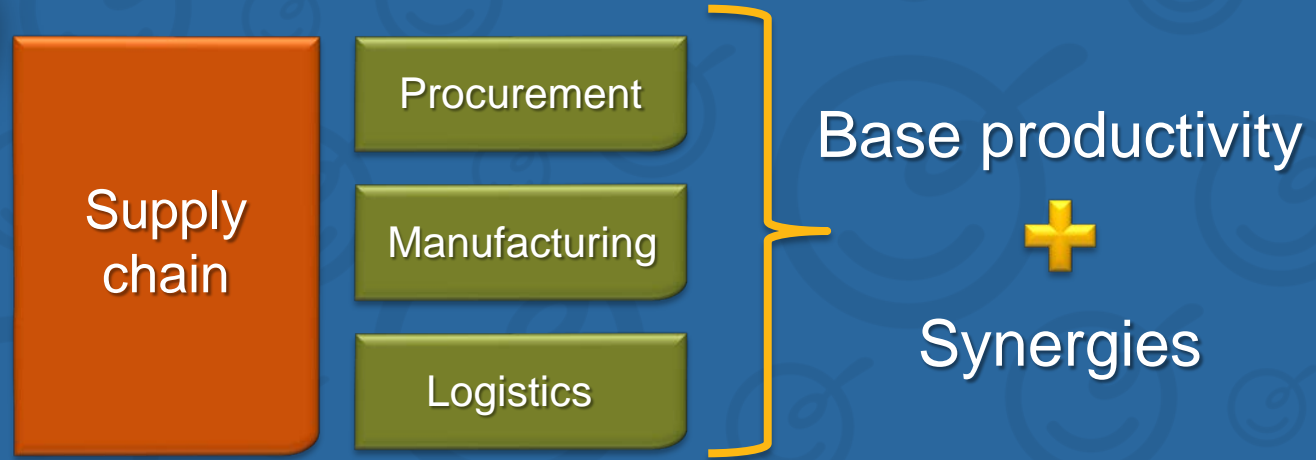 Supply
chain
Procurement
Manufacturing
Logistics
Base productivity
Synergies